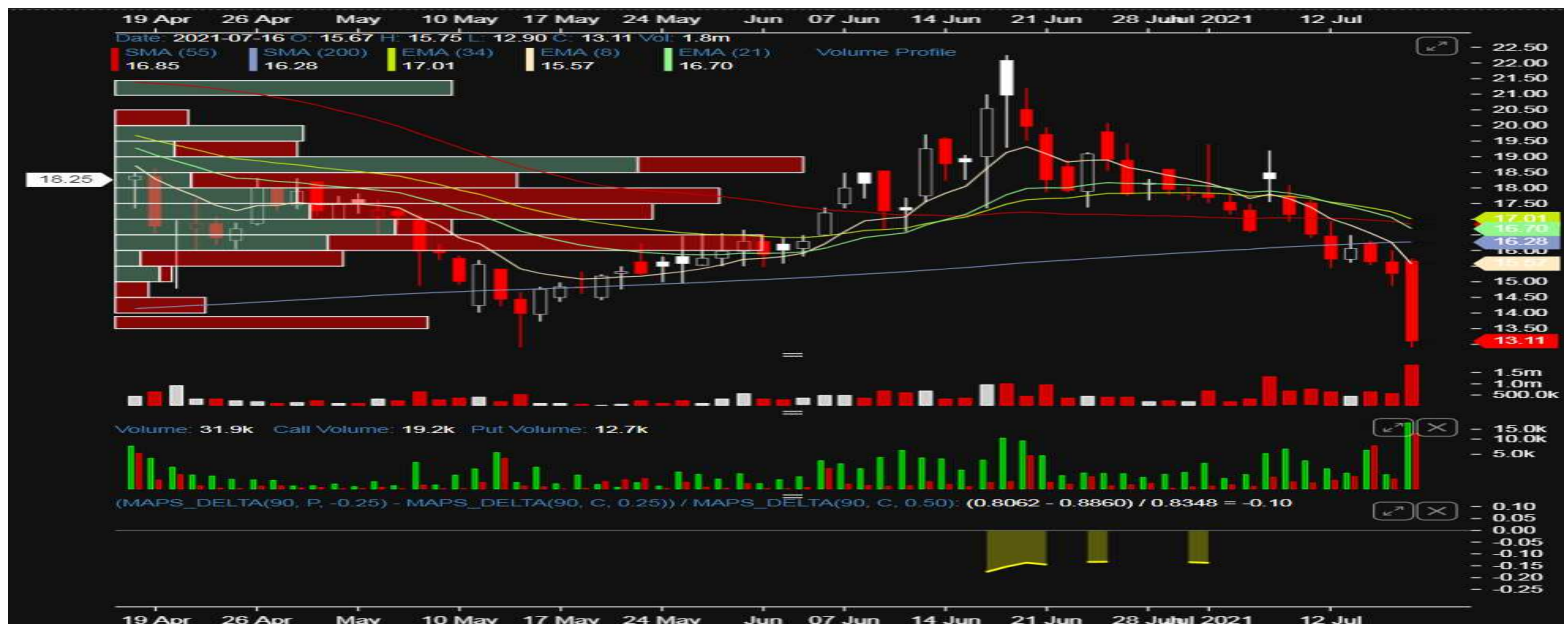 19 Apr 26 Apr May 10 May 17 May 24 May Jun 07 Jun 14 Jun 21 Jun 28 Jun Jul 2021 12 Jul
Date: 2021-07-16 O: 15.67 H: 15.75 L: 12.90 C: 13.11 Vol: 1.8m
SMA (55) SMA (200) EMA (34) EMA (8) EMA (21) Volume Profile
16.85 16.28 17.01 15.57 16.70
22.50
22.00
21.50
21.00
20.50
20.00
19.50
19.00
18.50
18.25
18.00
17.50
17.01
16.70
16.28
16.00
15.57
15.00
14.50
14.00
13.50
13.11
1.5m
1.0m
500.0k
Volume: 31.9k Call Volume: 19.2k Put Volume: 12.7k
15.0k
10.0k
5.0k
(MAPS_DELTA(90, P, -0.25) - MAPS_DELTA(90, C, 0.25)) / MAPS_DELTA(90, C, 0.50): (0.8062 - 0.8860) / 0.8348 = -0.10
0.10
0.05
0.00
-0.05
-0.10
-0.15
-0.20
-0.25
19 Apr 26 Apr May 10 May 17 May 24 May Jun 07 Jun 14 Jun 21 Jun 28 Jun Jul 2021 12 Jul